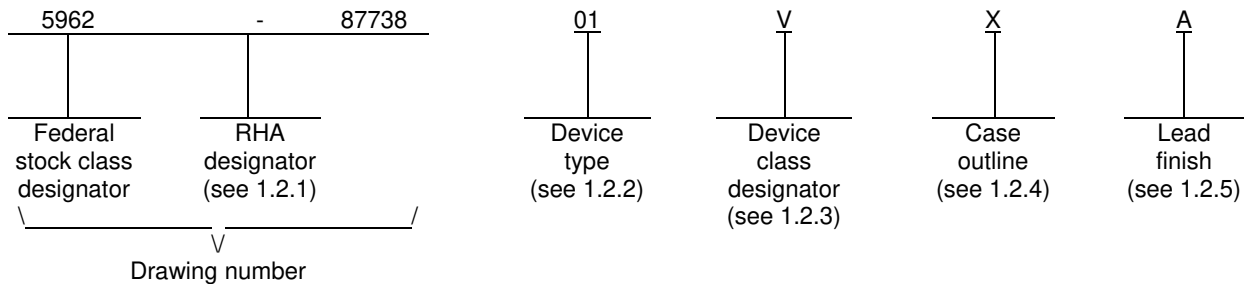 5962 - 87738 01 V X A
Federal stock class designator
RHA designator (see 1.2.1)
Device type (see 1.2.2)
Device class designator (see 1.2.3)
Case outline (see 1.2.4)
Lead finish (see 1.2.5)
\ /
\/
Drawing number